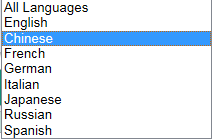 All Languages
English
Chinese
French
German
Italian
Japanese
Russian
Spanish